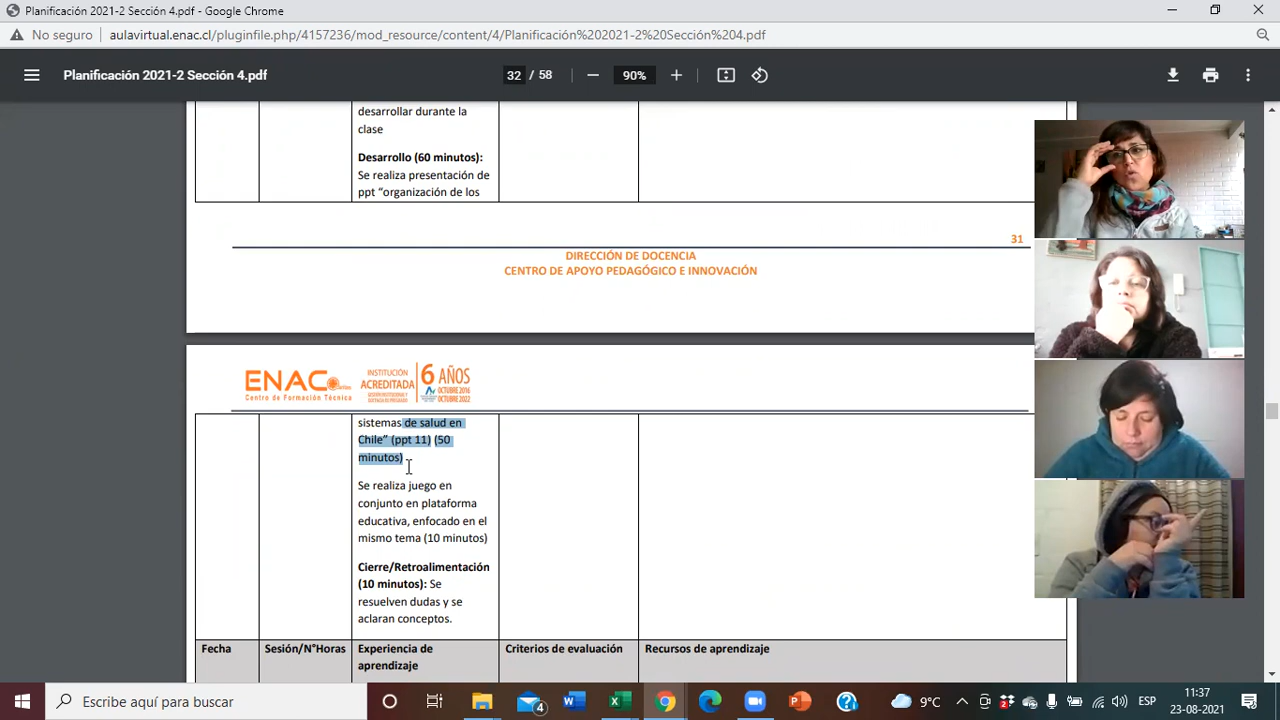 Planificación 2021-2 Sección 4.pdf - Google Chrome
No seguro
aulavirtual.enac.cl/pluginfile.php/4157236/mod_resource/content/4/Planificación%202021-2%20Sección%204.pdf
Planificación 2021-2 Sección 4.pdf
32 / 58
90%
desarrollar durante la
clase
Desarrollo (60 minutos):
Se realiza presentación de
ppt “organización de los
31
DIRECCIÓN DE DOCENCIA
CENTRO DE APOYO PEDAGÓGICO E INNOVACIÓN
ENAC
Centro de Formación Técnica
INSTITUCIÓN
ACREDITADA
6 AÑOS
OCTUBRE 2016
OCTUBRE 2022
sistemas de salud en
Chile” (ppt 11) (50
minutos)
Se realiza juego en
conjunto en plataforma
educativa, enfocado en el
mismo tema (10 minutos)
Cierre/Retroalimentación
(10 minutos): Se
resuelven dudas y se
aclaran conceptos.
Fecha
Sesión/N°Horas
Experiencia de
aprendizaje
Criterios de evaluación
Recursos de aprendizaje
Escribe aquí para buscar
4
9°C
ESP
11:37
23-08-2021